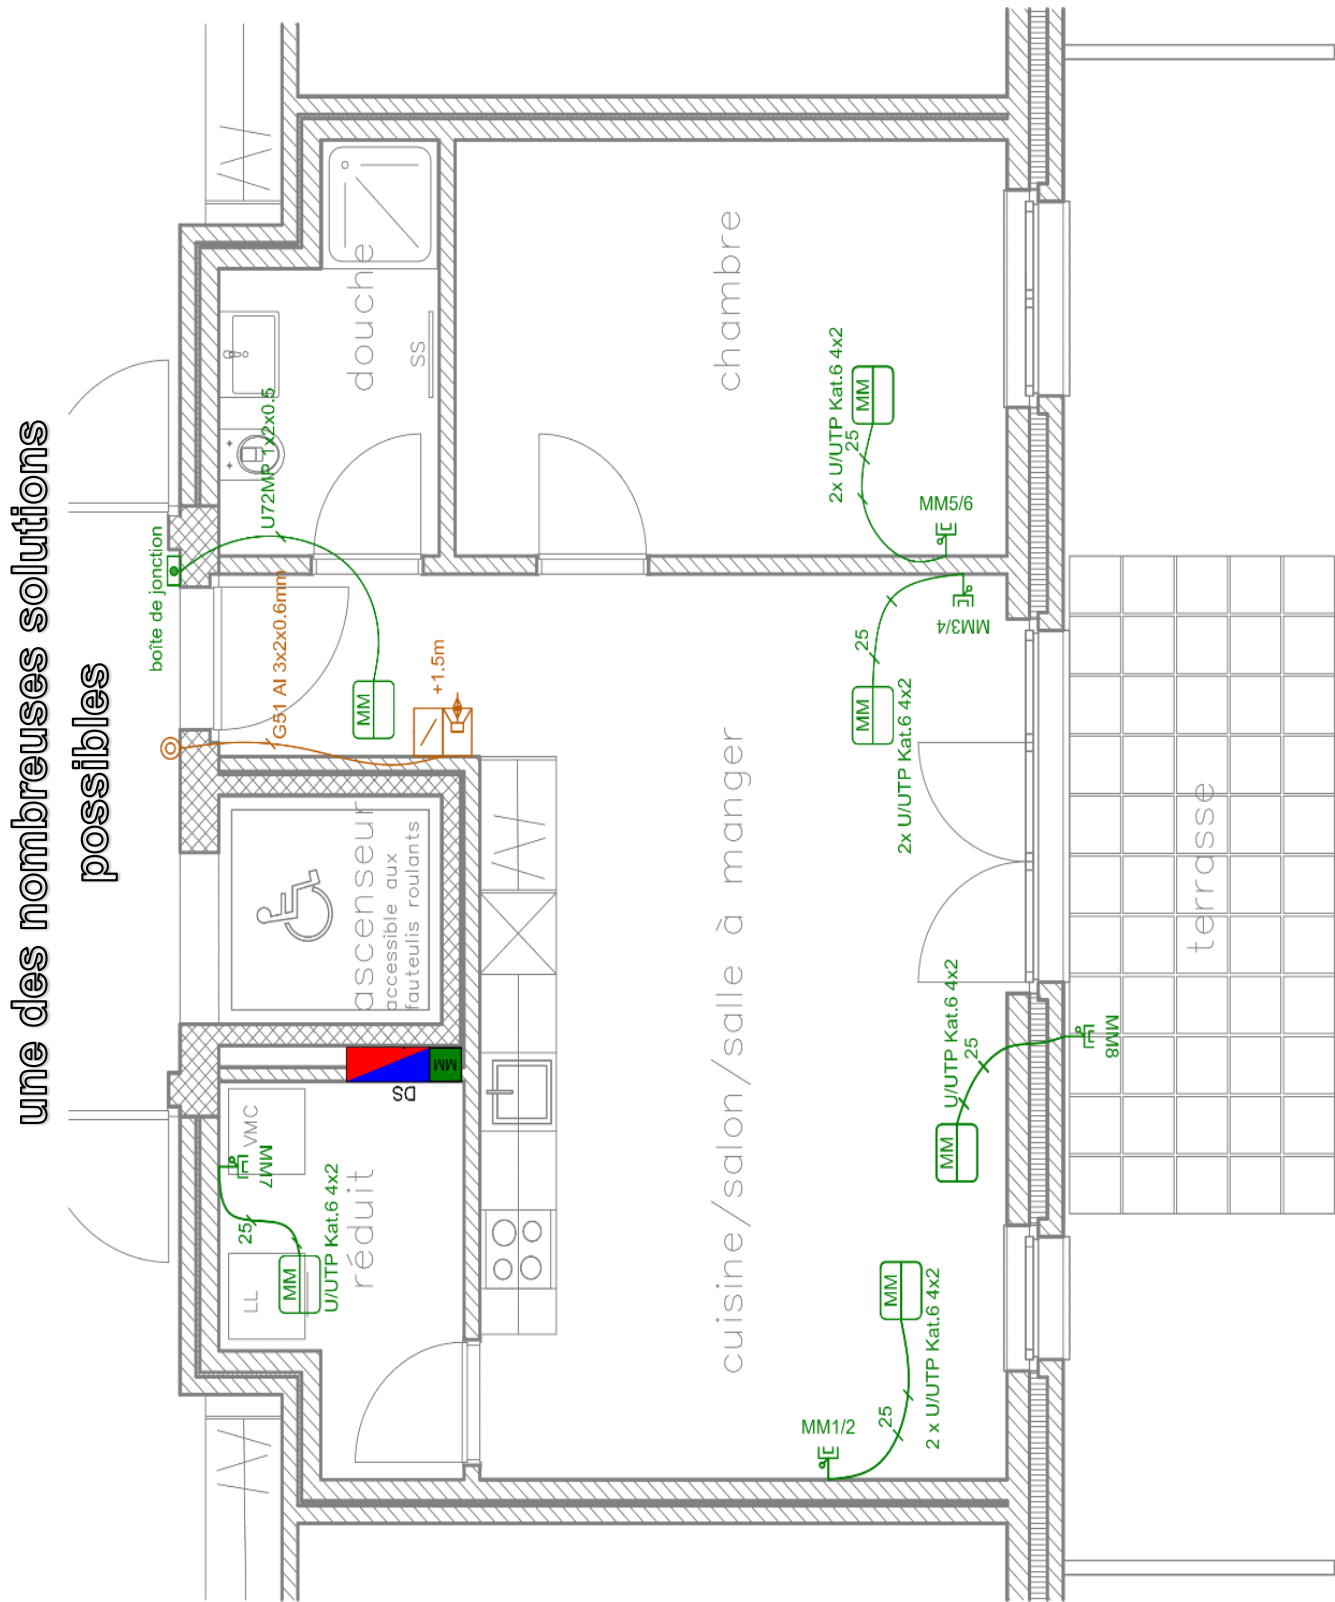 une des nombreuses solutions
possibles
boîte de jonction
U72MP 1x2x0.5
G51 AI 3x2x0.6mm
MM
+1.5m
douche
SS
chambre
2x U/UTP Kat.6 4x2
25
MM
MM5/6
MM3/4
25
MM
2x U/UTP Kat.6 4x2
ascenseur
accessible aux
fauteulis roulants
cuisine/salon/salle à manger
terrasse
U/UTP Kat.6 4x2
25
MM
MM8
MM
DS
VMC
MM7
25
MM
U/UTP Kat.6 4x2
LL
réduit
MM
25
2 x U/UTP Kat.6 4x2
MM1/2